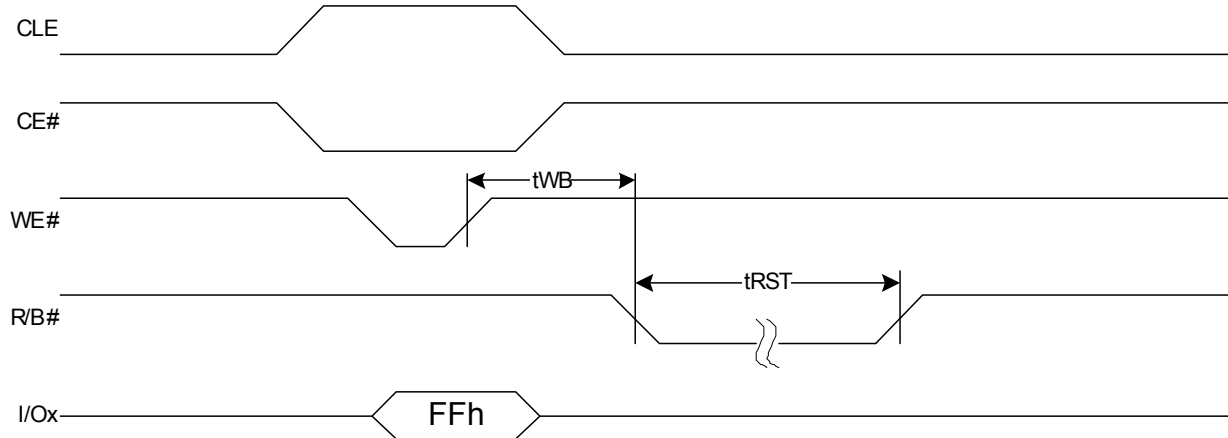 CLE
CE#
tWB
WE#
tRST
R/B#
I/Ox
FFh